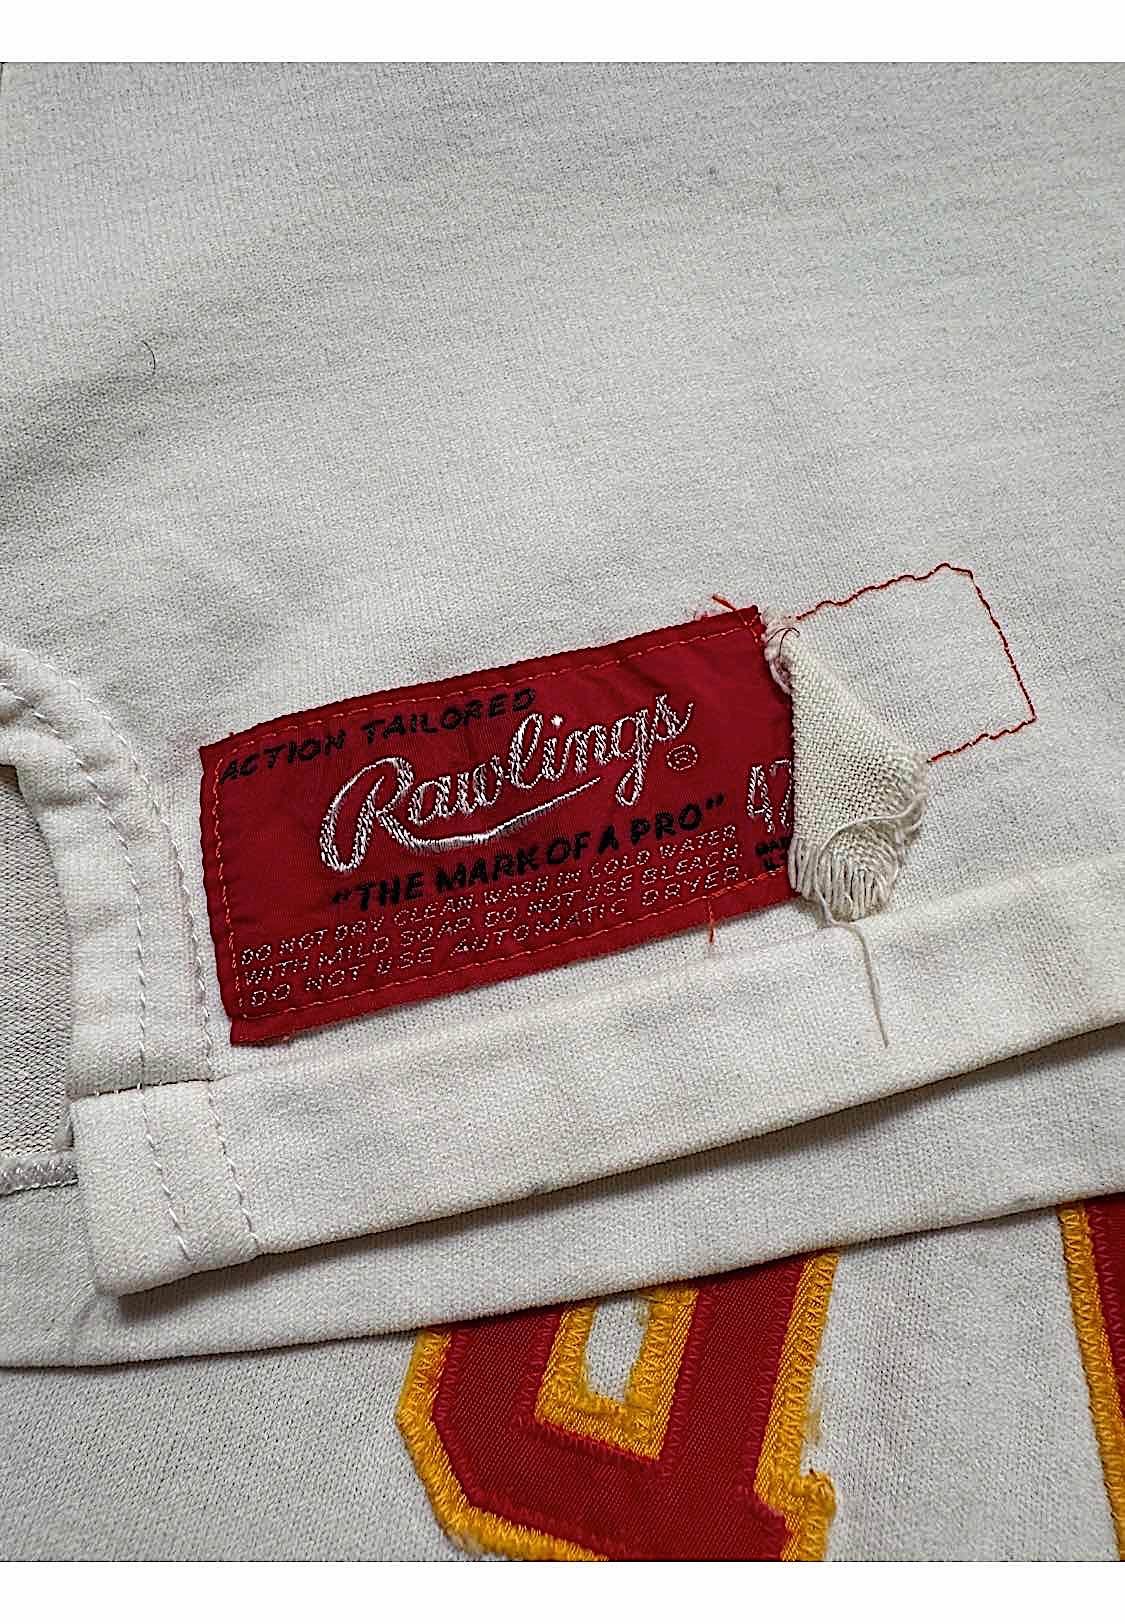 ACTION TAILORED
Rawlings®
47
"THE MARK OF A PRO"
DO NOT DRY CLEAN. WASH IN COLD WATER
WITH MILD SOAP. DO NOT USE BLEACH.
DO NOT USE AUTOMATIC DRYER.